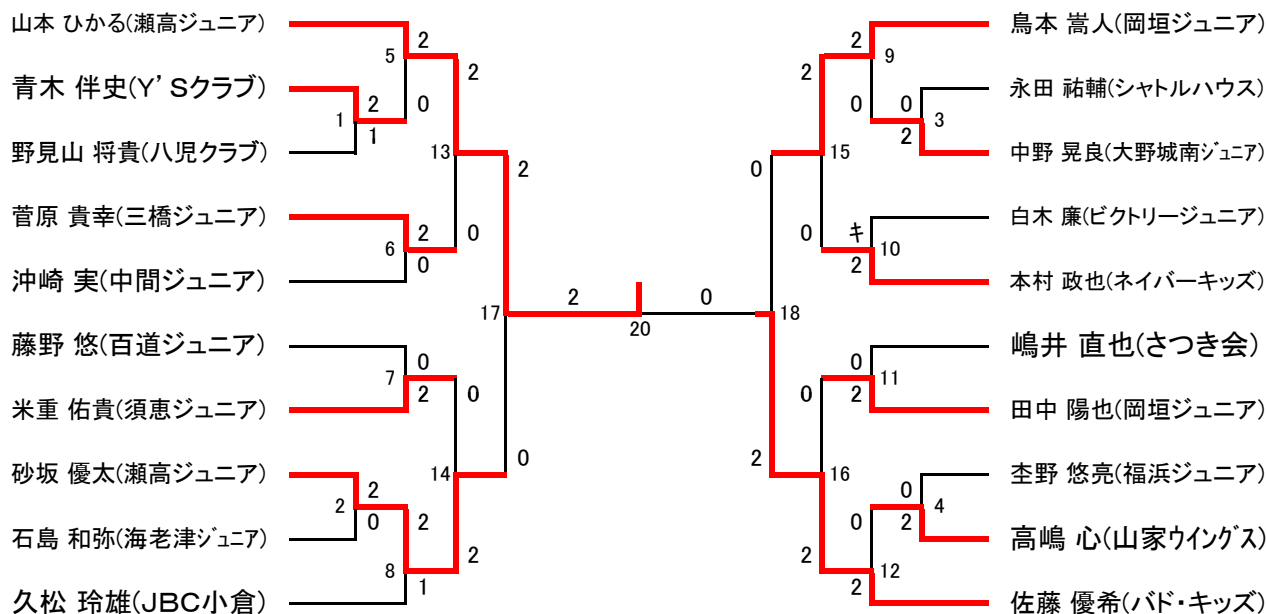 山本 ひかる(瀬高ジュニア)
青木 伴史(Y'Sクラブ)
野見山 将貴(八児クラブ)
菅原 貴幸(三橋ジュニア)
沖崎 実(中間ジュニア)
藤野 悠(百道ジュニア)
米重 佑貴(須恵ジュニア)
砂坂 優太(瀬高ジュニア)
石島 和弥(海老津ジュニア)
久松 玲雄(JBC小倉)
1
2
1
2
2
0
5
2
0
6
2
0
7
0
2
8
2
1
13
2
0
14
0
2
17
2
0
2
20
0
18
0
2
15
2
0
16
0
2
9
2
0
10
キ
2
11
0
2
12
0
2
3
0
2
4
0
2
鳥本 嵩人(岡垣ジュニア)
永田 祐輔(シャトルハウス)
中野 晃良(大野城南ジュニア)
白木 廉(ビクトリージュニア)
本村 政也(ネイバーキッズ)
嶋井 直也(さつき会)
田中 陽也(岡垣ジュニア)
杢野 悠亮(福浜ジュニア)
高嶋 心(山家ウイングス)
佐藤 優希(バド・キッズ)